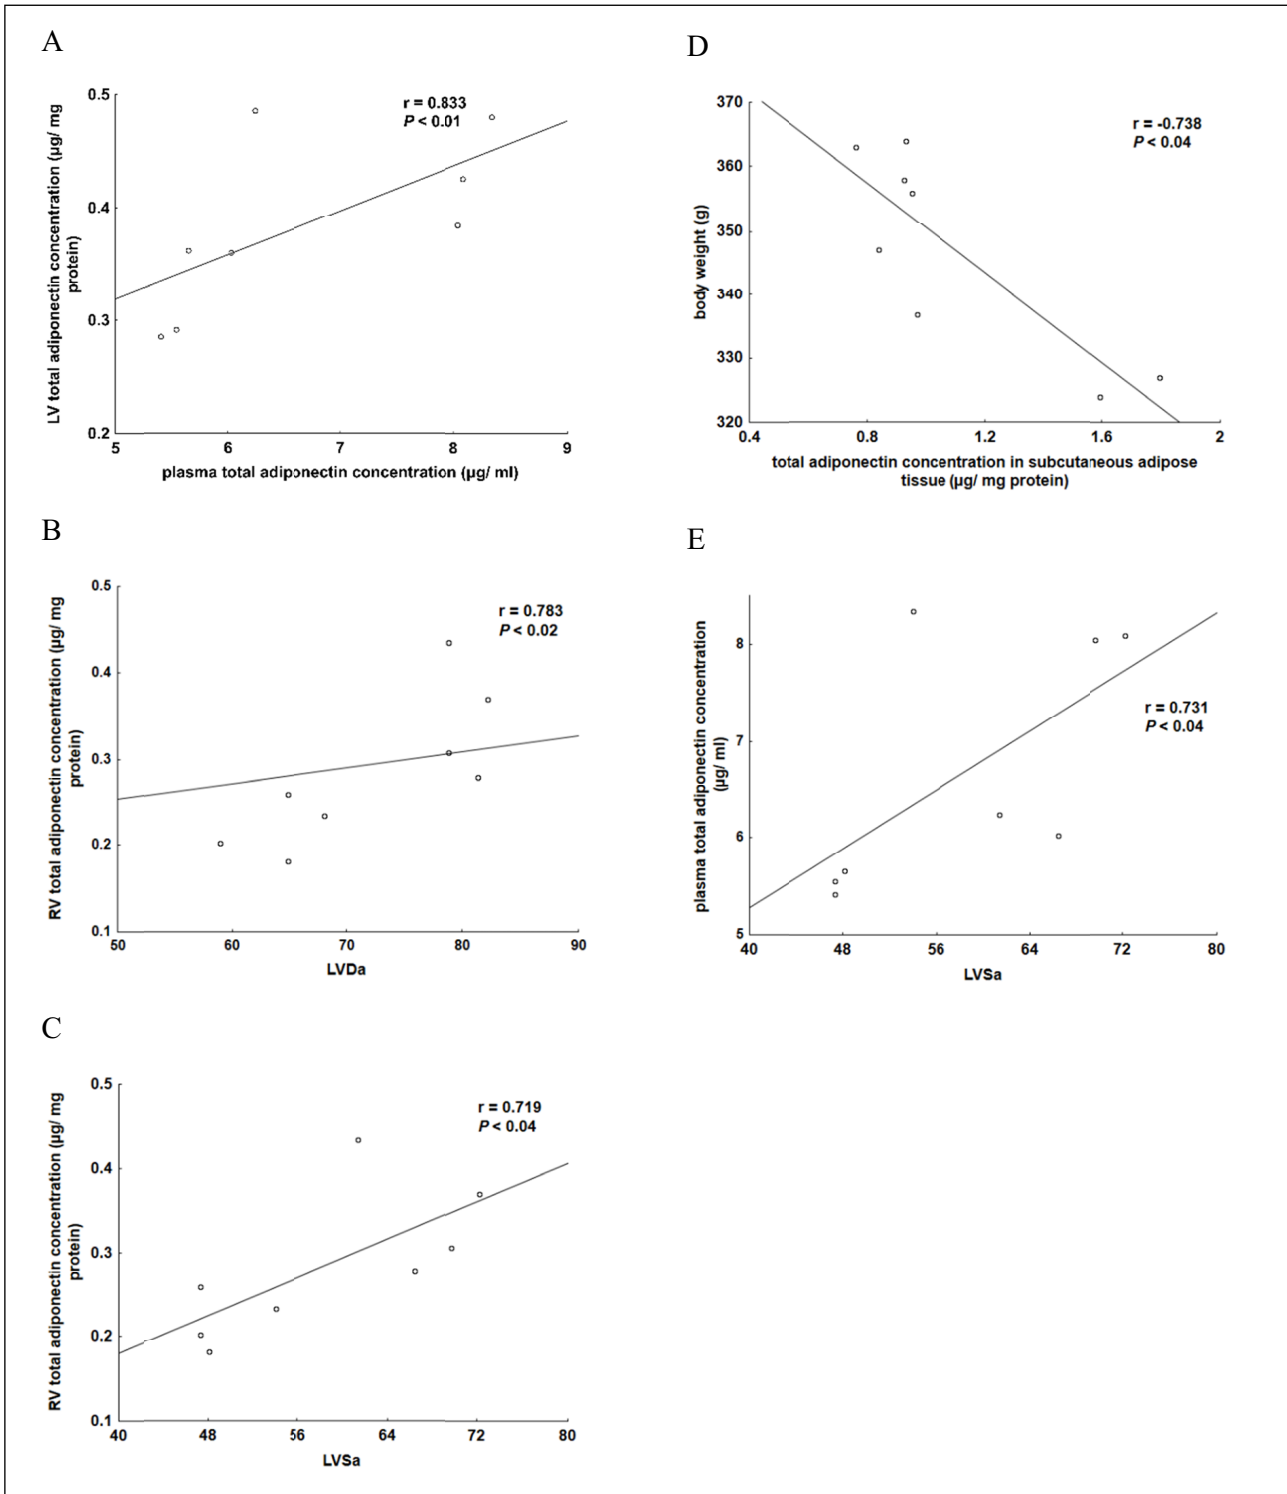 A
r = 0.833
P < 0.01
LV total adiponectin concentration (µg/ mg
protein)
0.5
0.4
0.3
0.2
5 6 7 8 9
plasma total adiponectin concentration (µg/ ml)
B
r = 0.783
P < 0.02
RV total adiponectin concentration (µg/ mg
protein)
0.5
0.4
0.3
0.2
0.1
50 60 70 80 90
LVDa
C
r = 0.719
P < 0.04
RV total adiponectin concentration (µg/ mg
protein)
0.5
0.4
0.3
0.2
0.1
40 48 56 64 72 80
LVSa
D
r = -0.738
P < 0.04
body weight (g)
370
360
350
340
330
320
0.4 0.8 1.2 1.6 2
total adiponectin concentration in subcutaneous adipose
tissue (µg/ mg protein)
E
r = 0.731
P < 0.04
plasma total adiponectin concentration
(µg/ ml)
8
7
6
5
40 48 56 64 72 80
LVSa